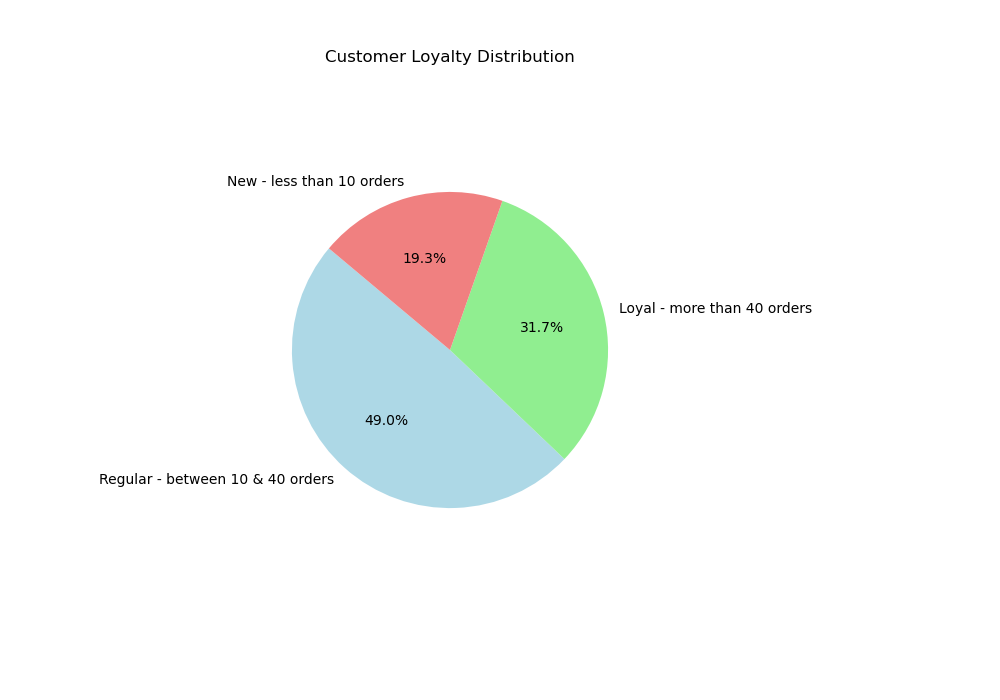 Customer Loyalty Distribution
New - less than 10 orders
19.3%
Loyal - more than 40 orders
31.7%
49.0%
Regular - between 10 & 40 orders